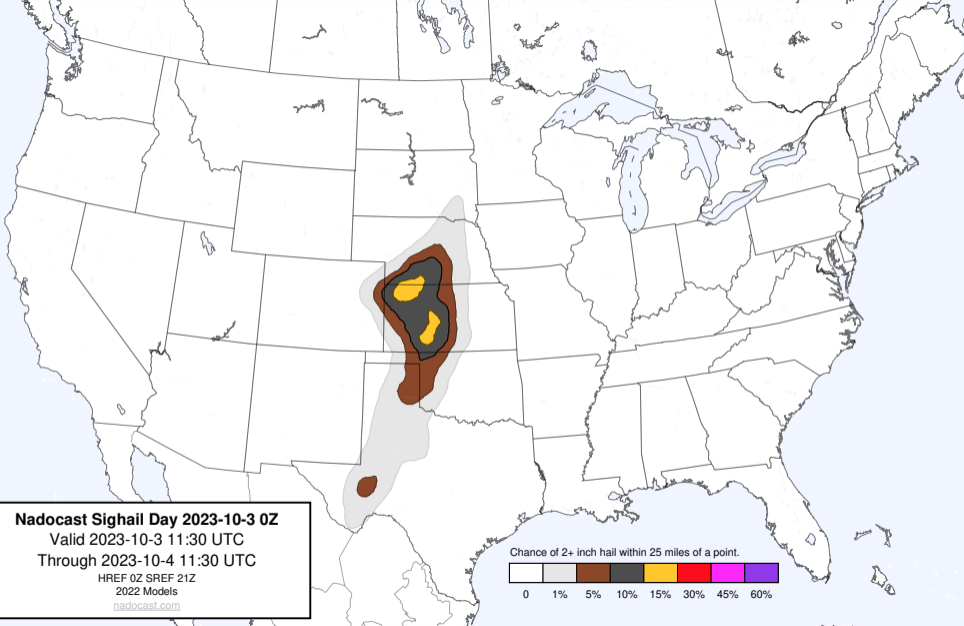 Nadocast Sighail Day 2023-10-3 0Z
Valid 2023-10-3 11:30 UTC
Through 2023-10-4 11:30 UTC
HREF 0Z SREF 21Z
2022 Models
nadocast.com
Chance of 2+ inch hail within 25 miles of a point.
0 1% 5% 10% 15% 30% 45% 60%